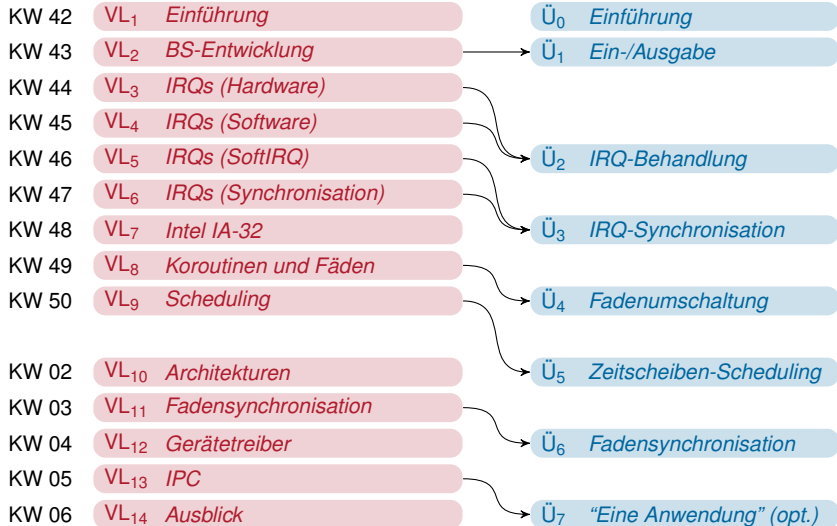 KW 42 VL1 Einführung Ü0 Einführung
KW 43 VL2 BS-Entwicklung Ü1 Ein-/Ausgabe
KW 44 VL3 IRQs (Hardware)
KW 45 VL4 IRQs (Software)
KW 46 VL5 IRQs (SoftIRQ) Ü2 IRQ-Behandlung
KW 47 VL6 IRQs (Synchronisation)
KW 48 VL7 Intel IA-32 Ü3 IRQ-Synchronisation
KW 49 VL8 Koroutinen und Fäden
KW 50 VL9 Scheduling Ü4 Fadenumschaltung
KW 02 VL10 Architekturen Ü5 Zeitscheiben-Scheduling
KW 03 VL11 Fadensynchronisation
KW 04 VL12 Gerätetreiber Ü6 Fadensynchronisation
KW 05 VL13 IPC
KW 06 VL14 Ausblick Ü7 “Eine Anwendung” (opt.)